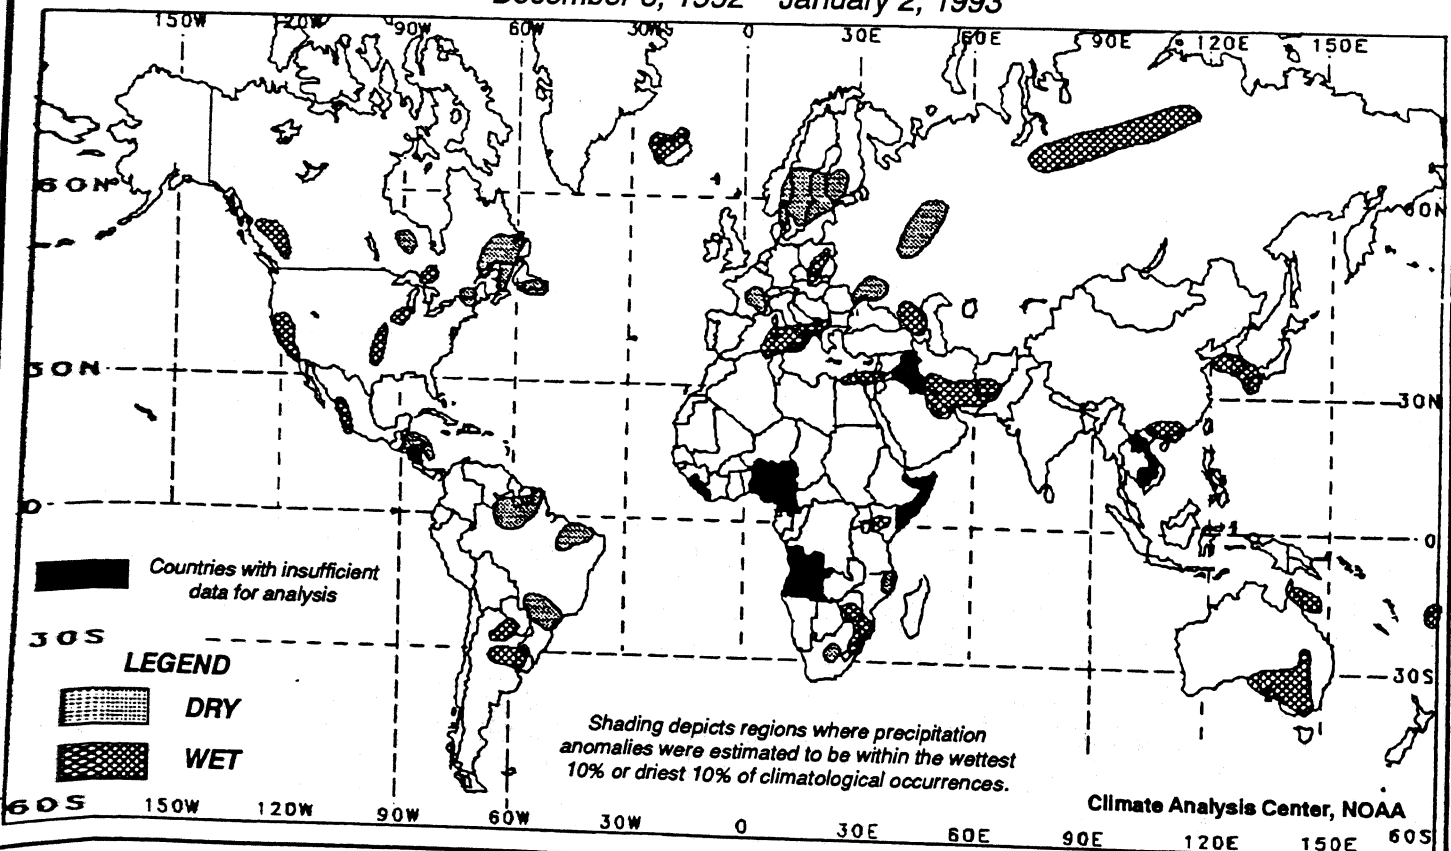 December 6, 1992 - January 2, 1993
150W 120W 90W 60W 30W 0 30E 60E 90E 120E 150E
60N
60N
30N
30N
0
0
Countries with insufficient
data for analysis
30S
30S
LEGEND
DRY
WET
Shading depicts regions where precipitation
anomalies were estimated to be within the wettest
10% or driest 10% of climatological occurrences.
Climate Analysis Center, NOAA
60S 150W 120W 90W 60W 30W 0 30E 60E 90E 120E 150E 60S